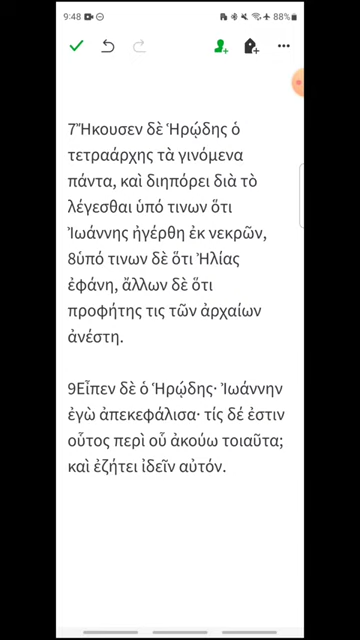 9:48
88%
7Ἤκουσεν δὲ Ἡρῴδης ὁ
τετραάρχης τὰ γινόμενα
πάντα, καὶ διηπόρει διὰ τὸ
λέγεσθαι ὑπό τινων ὅτι
Ἰωάννης ἠγέρθη ἐκ νεκρῶν,
8ὑπό τινων δὲ ὅτι Ἠλίας
ἐφάνη, ἄλλων δὲ ὅτι
προφήτης τις τῶν ἀρχαίων
ἀνέστη.
9Εἶπεν δὲ ὁ Ἡρῴδης· Ἰωάννην
ἐγὼ ἀπεκεφάλισα· τίς δέ ἐστιν
οὗτος περὶ οὗ ἀκούω τοιαῦτα;
καὶ ἐζήτει ἰδεῖν αὐτόν.